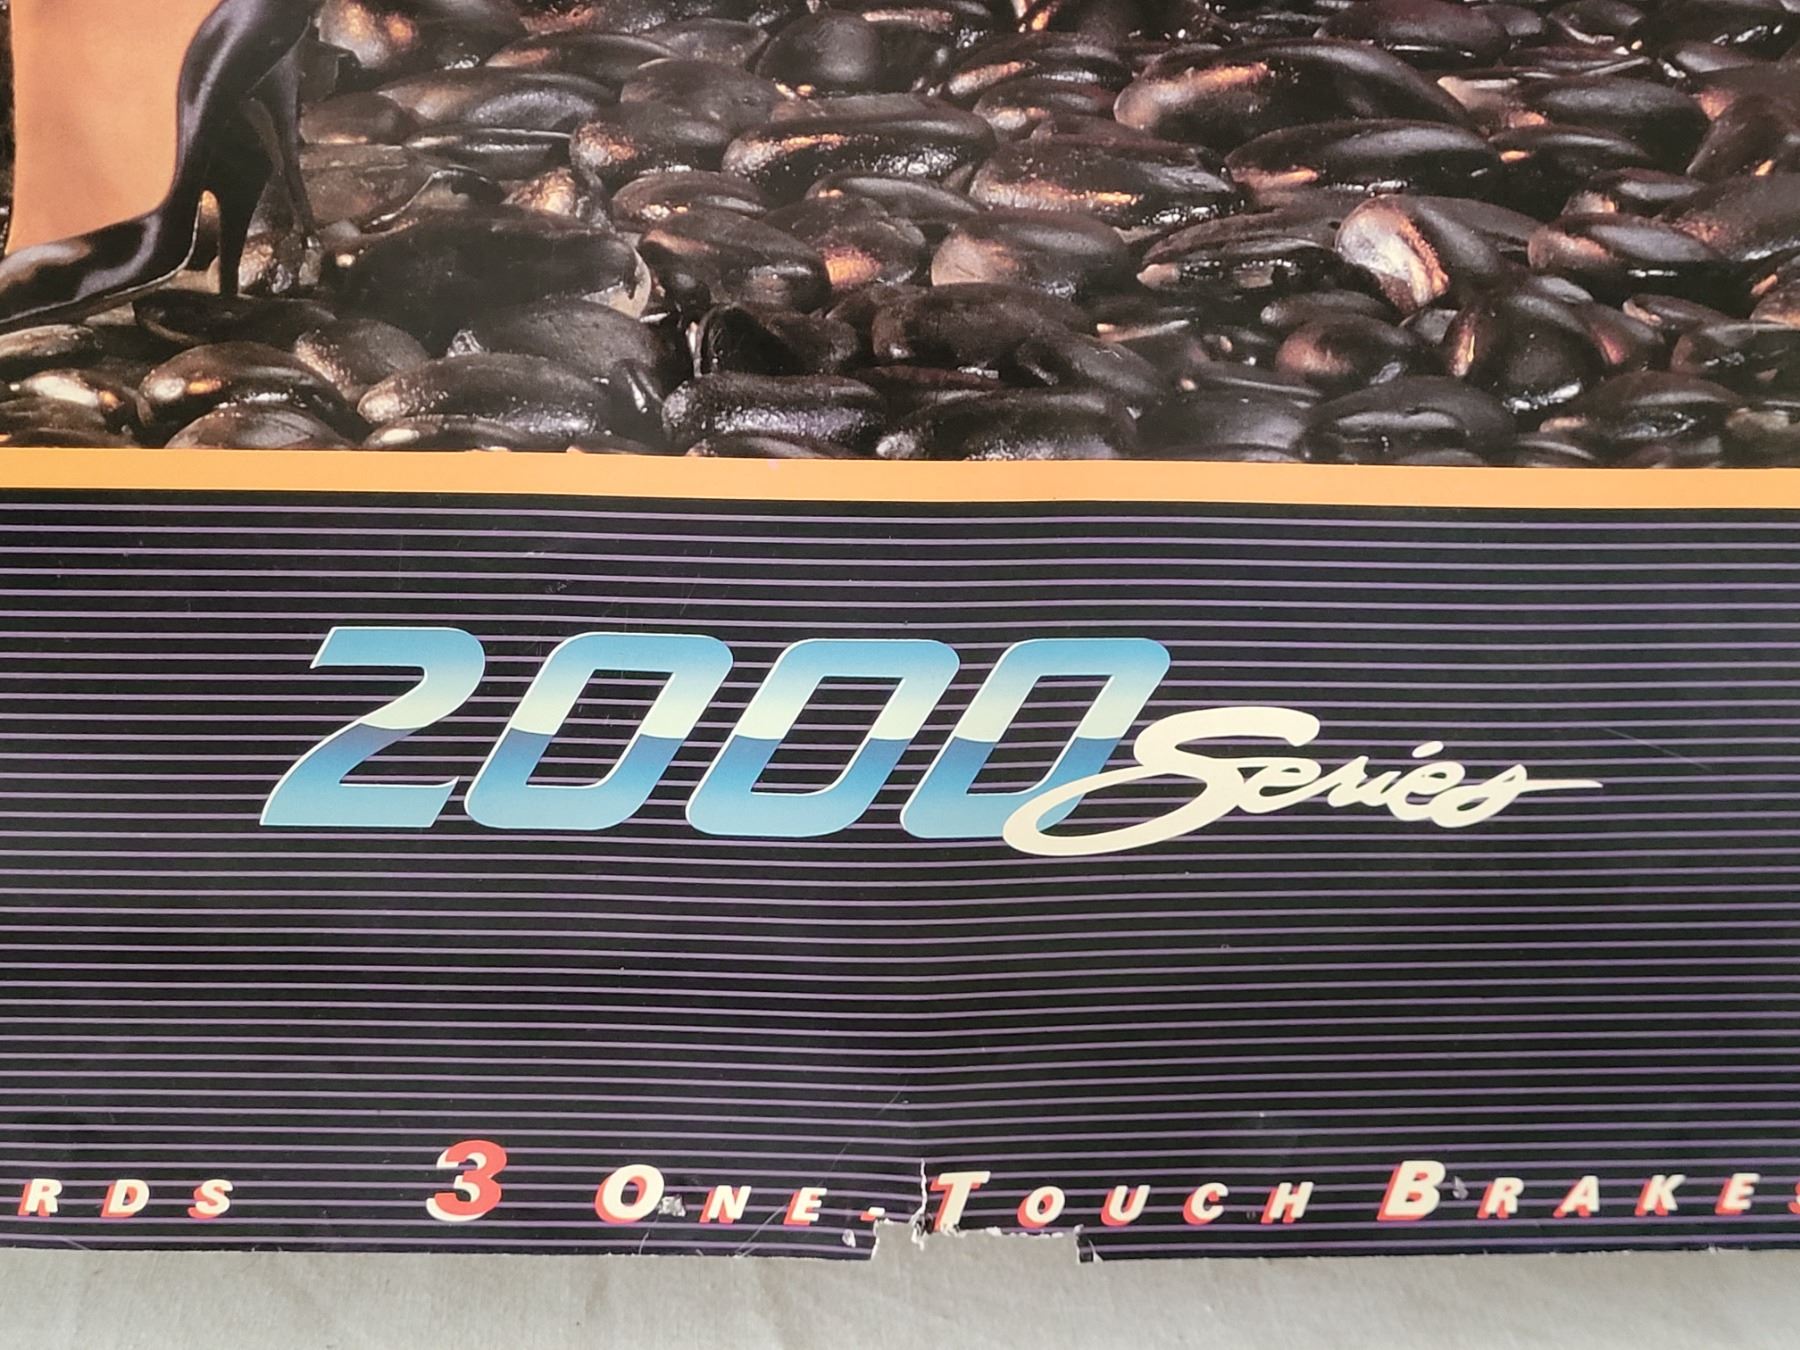 2000 Series
RDS 3 ONE-TOUCH BRAKES